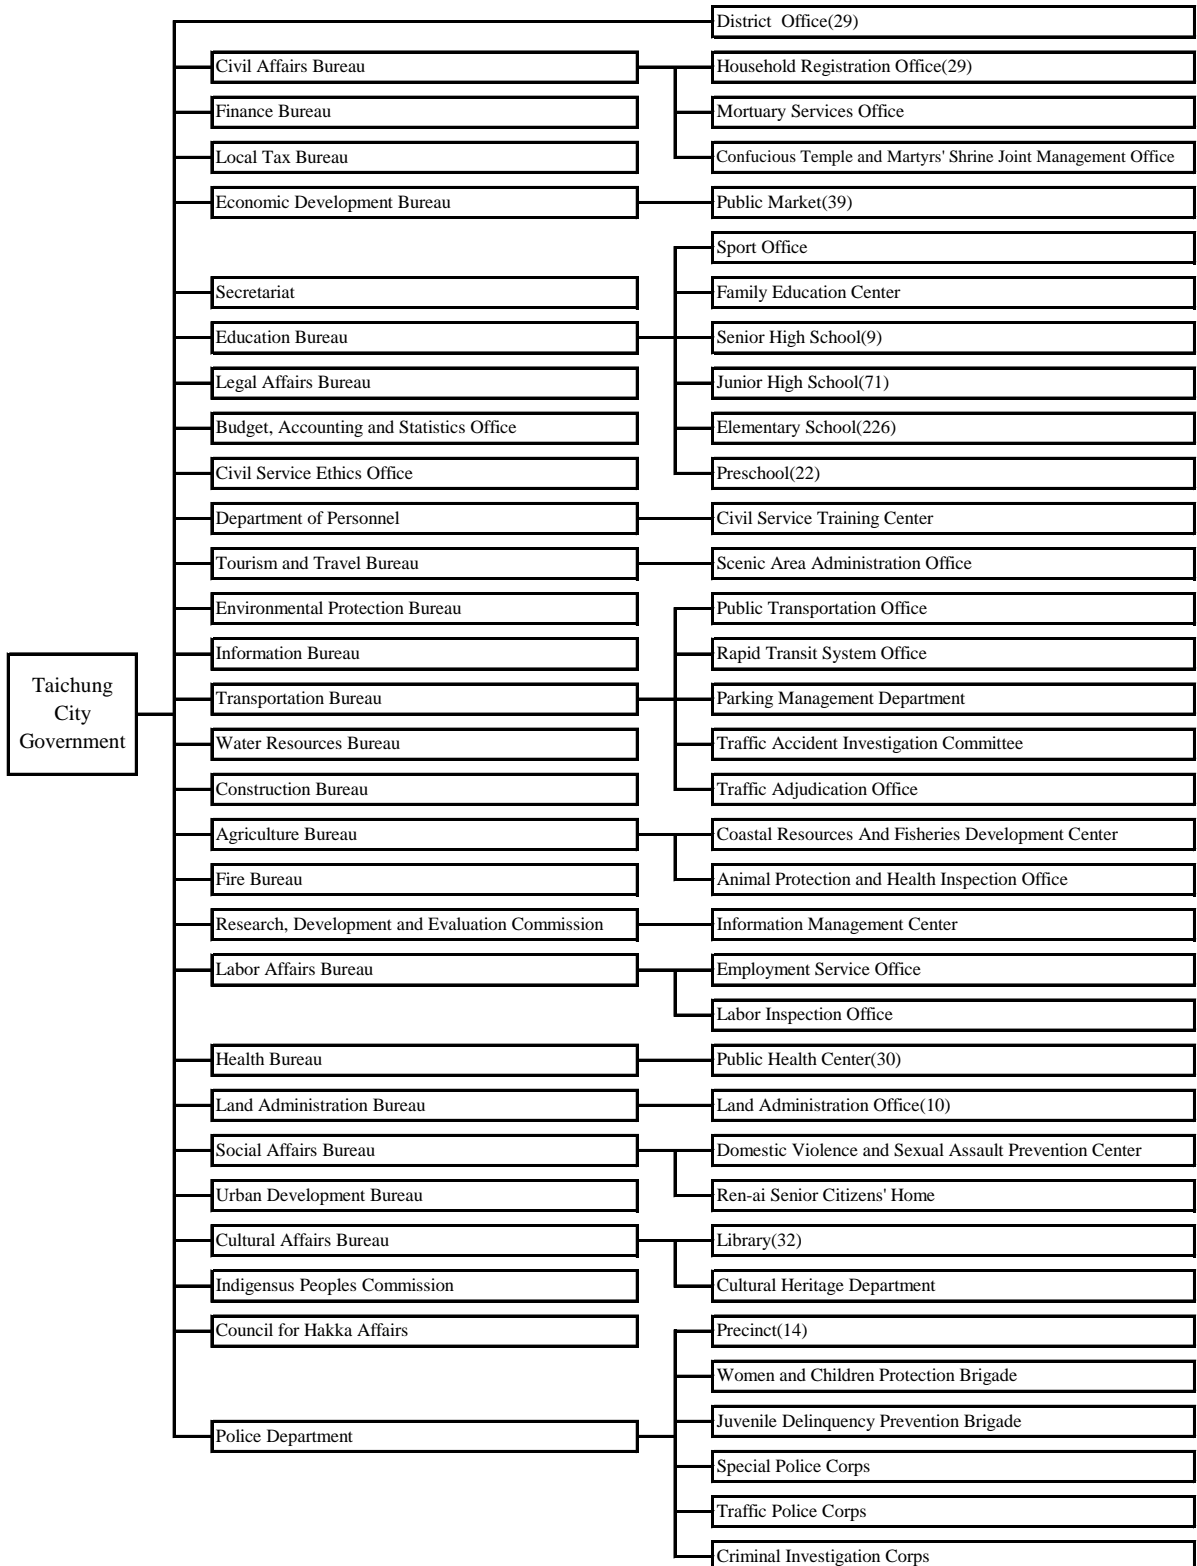 District Office(29)
Civil Affairs Bureau
Household Registration Office(29)
Finance Bureau
Mortuary Services Office
Local Tax Bureau
Confucious Temple and Martyrs' Shrine Joint Management Office
Economic Development Bureau
Public Market(39)
Sport Office
Secretariat
Family Education Center
Education Bureau
Senior High School(9)
Legal Affairs Bureau
Junior High School(71)
Budget, Accounting and Statistics Office
Elementary School(226)
Civil Service Ethics Office
Preschool(22)
Department of Personnel
Civil Service Training Center
Tourism and Travel Bureau
Scenic Area Administration Office
Environmental Protection Bureau
Public Transportation Office
Information Bureau
Rapid Transit System Office
Taichung
City
Government
Transportation Bureau
Parking Management Department
Water Resources Bureau
Traffic Accident Investigation Committee
Construction Bureau
Traffic Adjudication Office
Agriculture Bureau
Coastal Resources And Fisheries Development Center
Fire Bureau
Animal Protection and Health Inspection Office
Research, Development and Evaluation Commission
Information Management Center
Labor Affairs Bureau
Employment Service Office
Labor Inspection Office
Health Bureau
Public Health Center(30)
Land Administration Bureau
Land Administration Office(10)
Social Affairs Bureau
Domestic Violence and Sexual Assault Prevention Center
Urban Development Bureau
Ren-ai Senior Citizens' Home
Cultural Affairs Bureau
Library(32)
Indigensus Peoples Commission
Cultural Heritage Department
Council for Hakka Affairs
Precinct(14)
Women and Children Protection Brigade
Juvenile Delinquency Prevention Brigade
Police Department
Special Police Corps
Traffic Police Corps
Criminal Investigation Corps